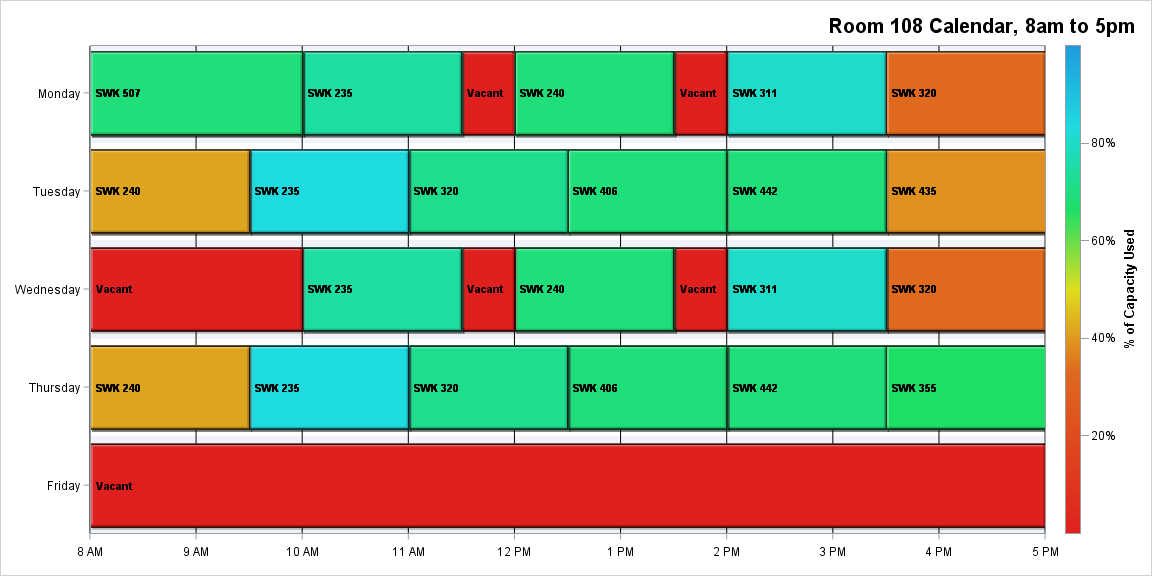 Room 108 Calendar, 8am to 5pm
Monday
SWK 507
SWK 235
Vacant
SWK 240
Vacant
SWK 311
SWK 320
Tuesday
SWK 240
SWK 235
SWK 320
SWK 406
SWK 442
SWK 435
Wednesday
Vacant
SWK 235
Vacant
SWK 240
Vacant
SWK 311
SWK 320
Thursday
SWK 240
SWK 235
SWK 320
SWK 406
SWK 442
SWK 355
Friday
Vacant
8 AM
9 AM
10 AM
11 AM
12 PM
1 PM
2 PM
3 PM
4 PM
5 PM
80%
60%
40%
20%
% of Capacity Used